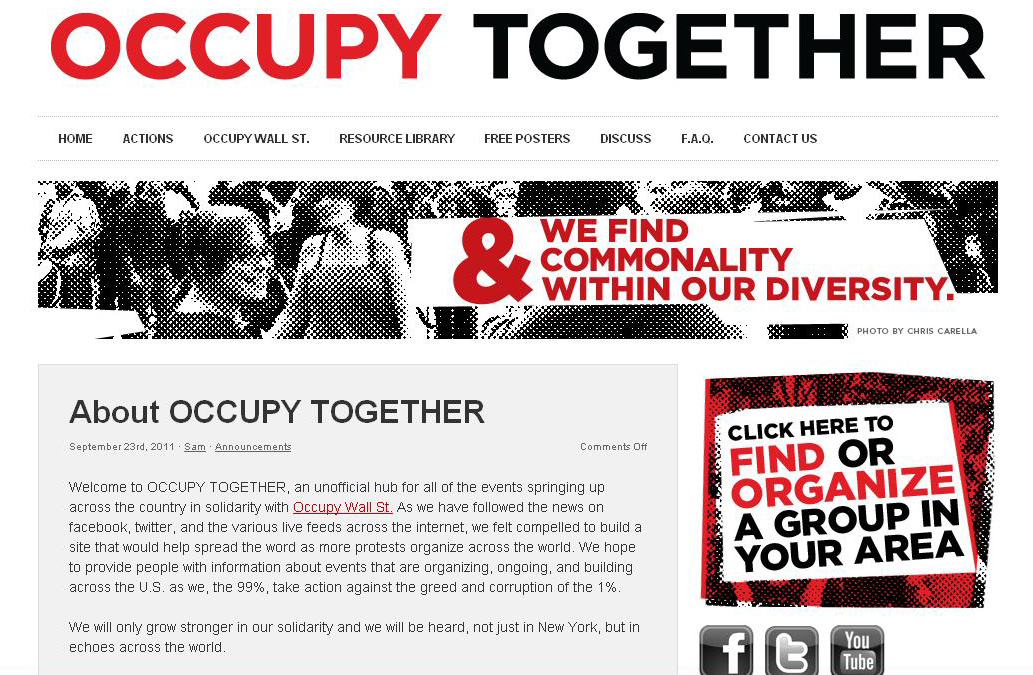 OCCUPY TOGETHER
HOME ACTIONS OCCUPY WALL ST. RESOURCE LIBRARY FREE POSTERS DISCUSS F.A.Q. CONTACT US
& WE FIND
COMMONALITY
WITHIN OUR DIVERSITY.
PHOTO BY CHRIS CARELLA
About OCCUPY TOGETHER
September 23rd, 2011 · Sam · Announcements Comments Off
Welcome to OCCUPY TOGETHER, an unofficial hub for all of the events springing up
across the country in solidarity with Occupy Wall St. As we have followed the news on
facebook, twitter, and the various live feeds across the internet, we felt compelled to build a
site that would help spread the word as more protests organize across the world. We hope
to provide people with information about events that are organizing, ongoing, and building
across the U.S. as we, the 99%, take action against the greed and corruption of the 1%.
We will only grow stronger in our solidarity and we will be heard, not just in New York, but in
echoes across the world.
CLICK HERE TO
FIND OR
ORGANIZE
A GROUP IN
YOUR AREA
f t You
Tube